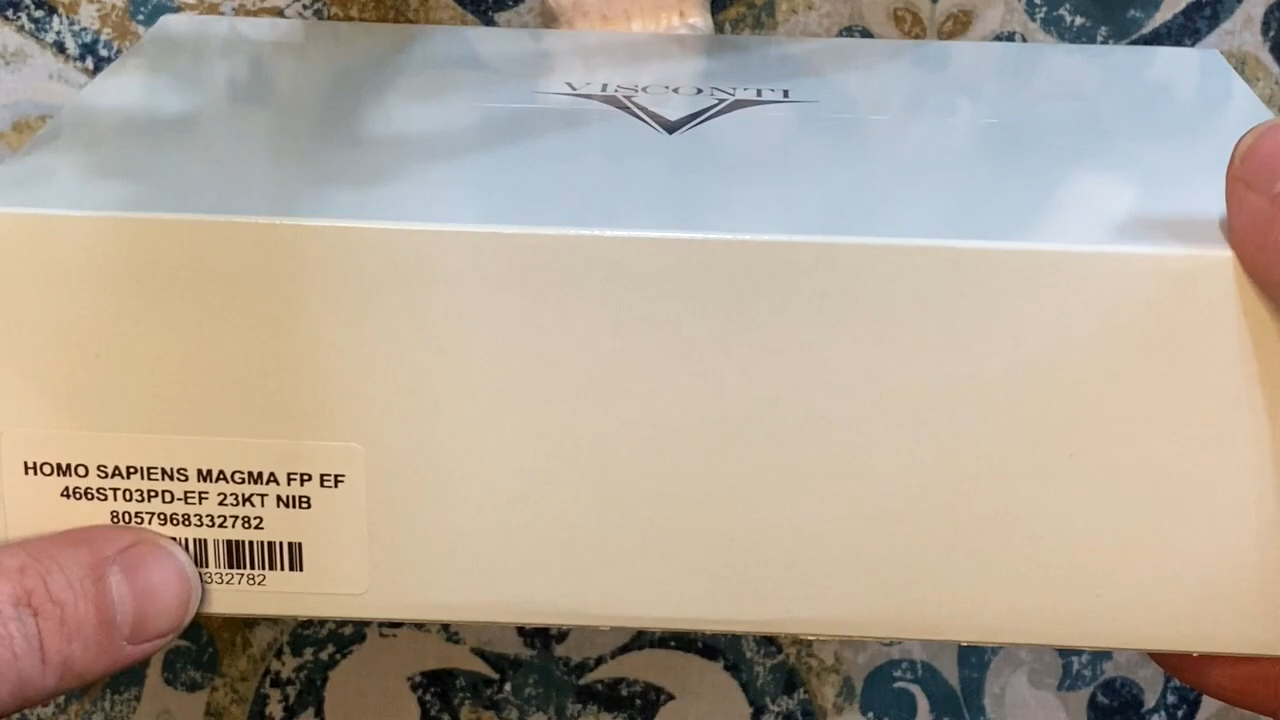 VISCONTI
HOMO SAPIENS MAGMA FP EF
466ST03PD-EF 23KT NIB
8057968332782
332782